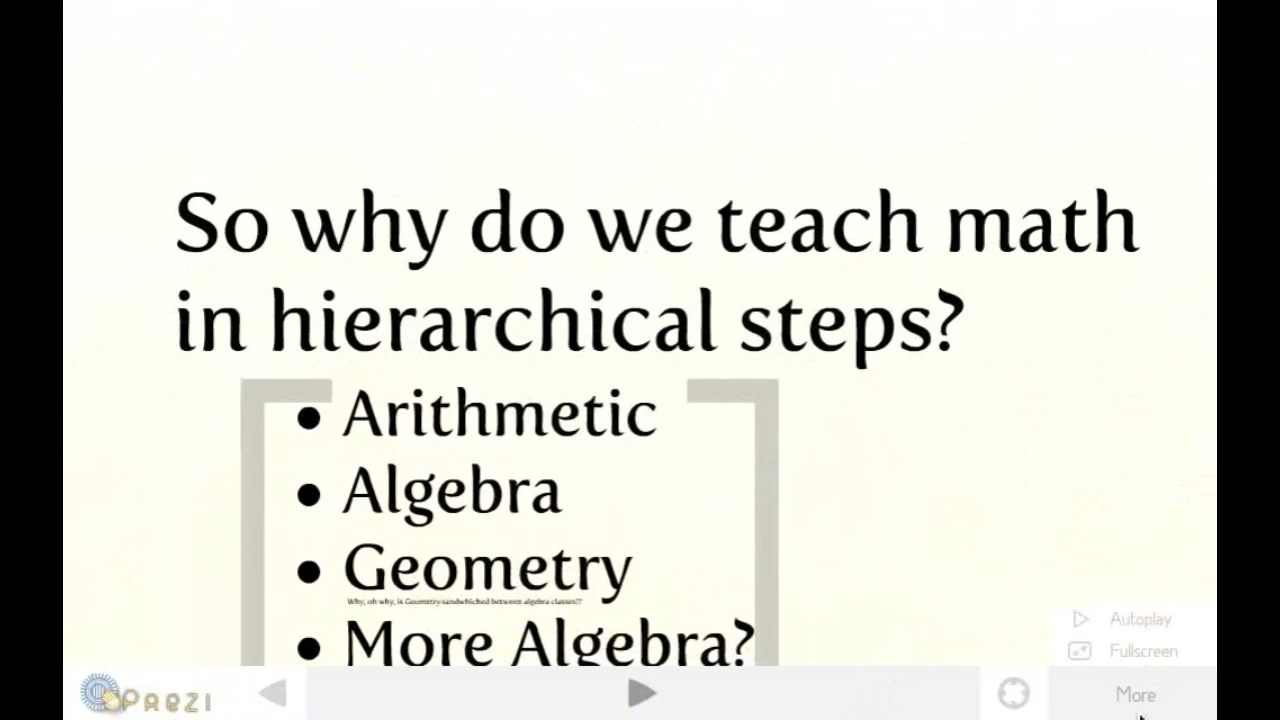 So why do we teach math
in hierarchical steps?
• Arithmetic
• Algebra
• Geometry
Why, oh why, is Geometry sandwhiched between algebra classes??
• More Algebra?
Autoplay
Fullscreen
PREZI
More